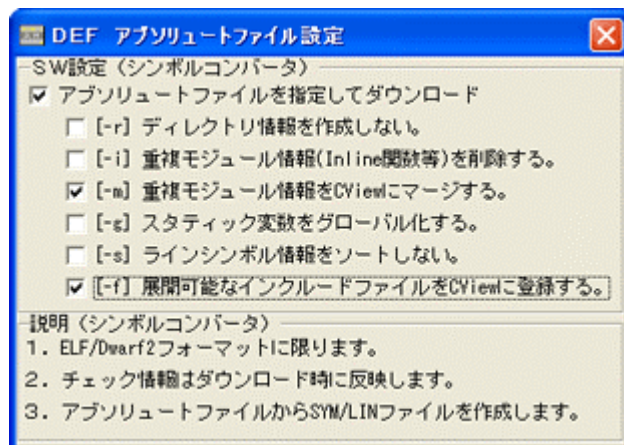 DEF アブソリュートファイル設定
SW設定(シンボルコンバータ)
アブソリュートファイルを指定してダウンロード
[-r] ディレクトリ情報を作成しない。
[-i] 重複モジュール情報(Inline関数等)を削除する。
[-m] 重複モジュール情報をCViewにマージする。
[-g] スタティック変数をグローバル化する。
[-s] ラインシンボル情報をソートしない。
[-f] 展開可能なインクルードファイルをCViewに登録する。
説明(シンボルコンバータ)
1. ELF/Dwarf2フォーマットに限ります。
2. チェック情報はダウンロード時に反映します。
3. アブソリュートファイルからSYM/LINファイルを作成します。